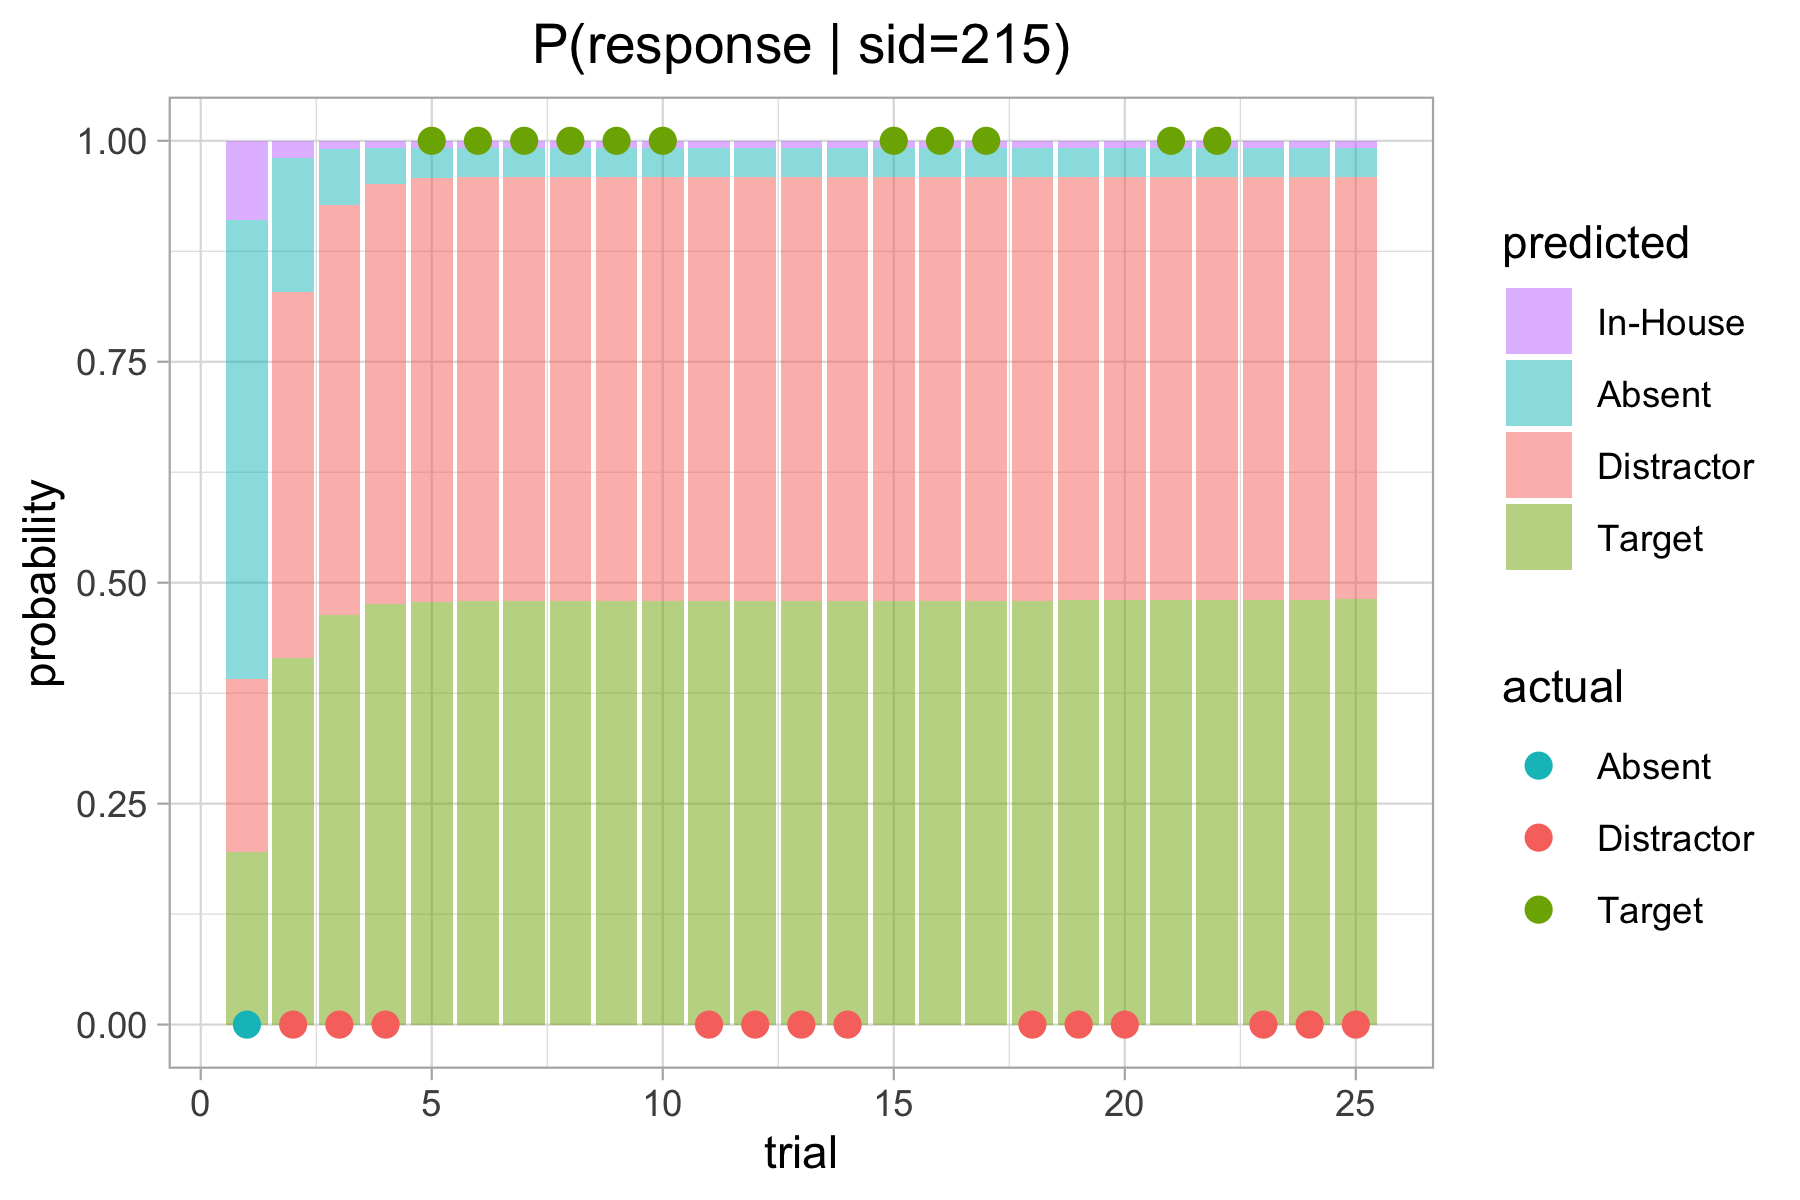 P(response | sid=215)
1.00
0.75
0.50
0.25
0.00
probability
0 5 10 15 20 25
trial
predicted
In-House
Absent
Distractor
Target
actual
Absent
Distractor
Target